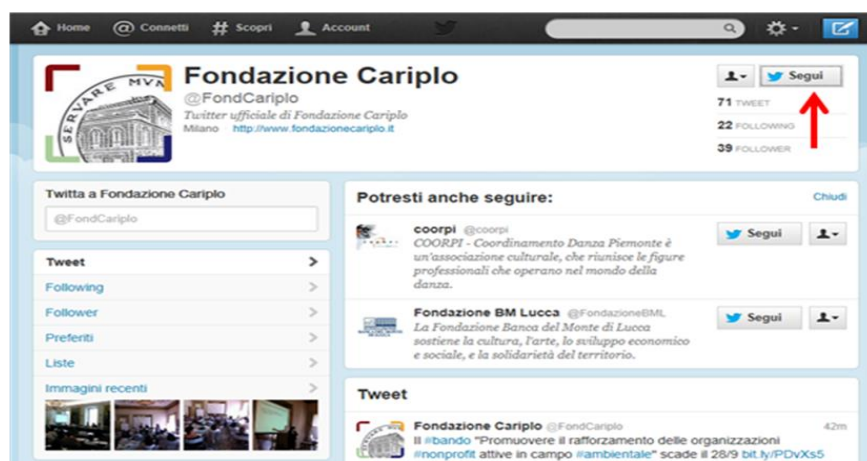 Home @ Connetti # Scopri Account
SERVARE MVN
Fondazione Cariplo
@FondCariplo
Twitter ufficiale di Fondazione Cariplo
Milano http://www.fondazionecariplo.it
Segui
71 TWEET
22 FOLLOWING
39 FOLLOWER
Twitta a Fondazione Cariplo
@FondCariplo
Tweet
Following
Follower
Preferiti
Liste
Immagini recenti
Potresti anche seguire: Chiudi
coorpi @coorpi
COORPI - Coordinamento Danza Piemonte è
un'associazione culturale, che riunisce le figure
professionali che operano nel mondo della
danza.
Segui
Fondazione BM Lucca @FondazioneBML
La Fondazione Banca del Monte di Lucca
sostiene la cultura, l'arte, lo sviluppo economico
e sociale, e la solidarietà del territorio.
Segui
Tweet
Fondazione Cariplo @FondCariplo 42m
Il #bando "Promuovere il rafforzamento delle organizzazioni
#nonprofit attive in campo #ambientale" scade il 28/9 bit.ly/PDvXs5